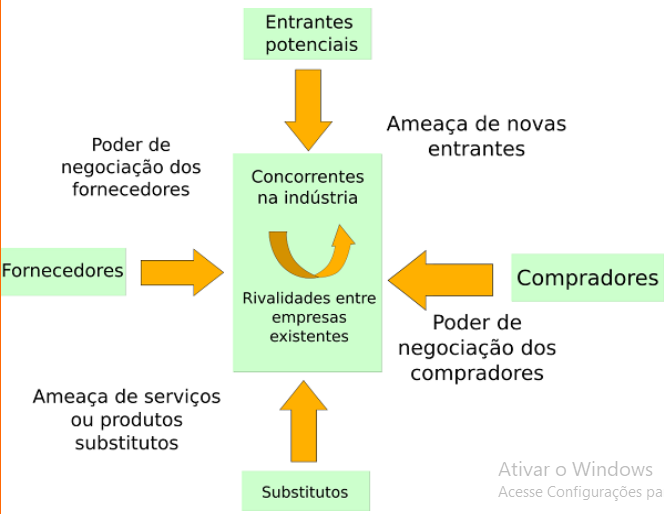 Entrantes
potenciais
Ameaça de novas
entrantes
Poder de
negociação dos
fornecedores
Concorrentes
na indústria
Fornecedores
Compradores
Rivalidades entre
empresas
existentes
Poder de
negociação dos
compradores
Ameaça de serviços
ou produtos
substitutos
Substitutos
Ativar o Windows
Acesse Configurações pa